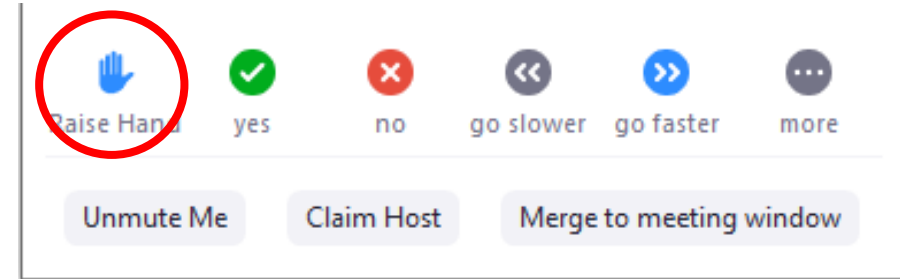 Raise Hand yes no go slower go faster more
Unmute Me Claim Host Merge to meeting window